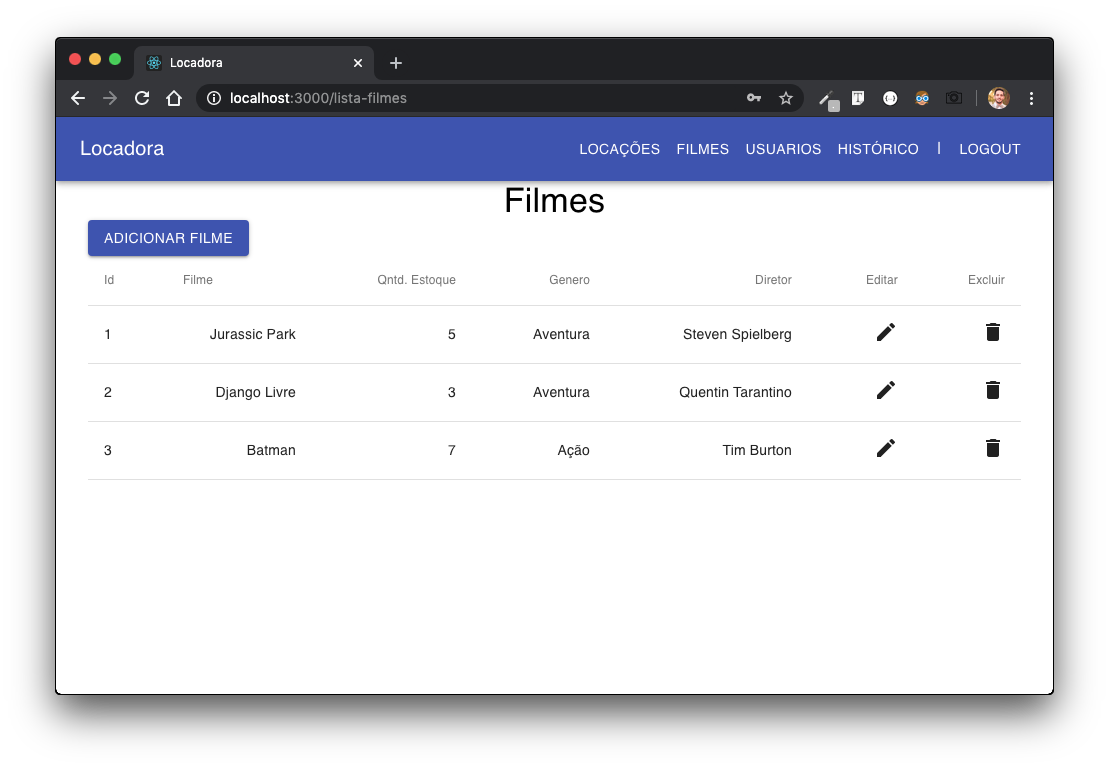 Locadora
localhost:3000/lista-filmes
Locadora LOCAÇÕES FILMES USUARIOS HISTÓRICO | LOGOUT
Filmes
ADICIONAR FILME
Id Filme Qntd. Estoque Genero Diretor Editar Excluir
1 Jurassic Park 5 Aventura Steven Spielberg
2 Django Livre 3 Aventura Quentin Tarantino
3 Batman 7 Ação Tim Burton